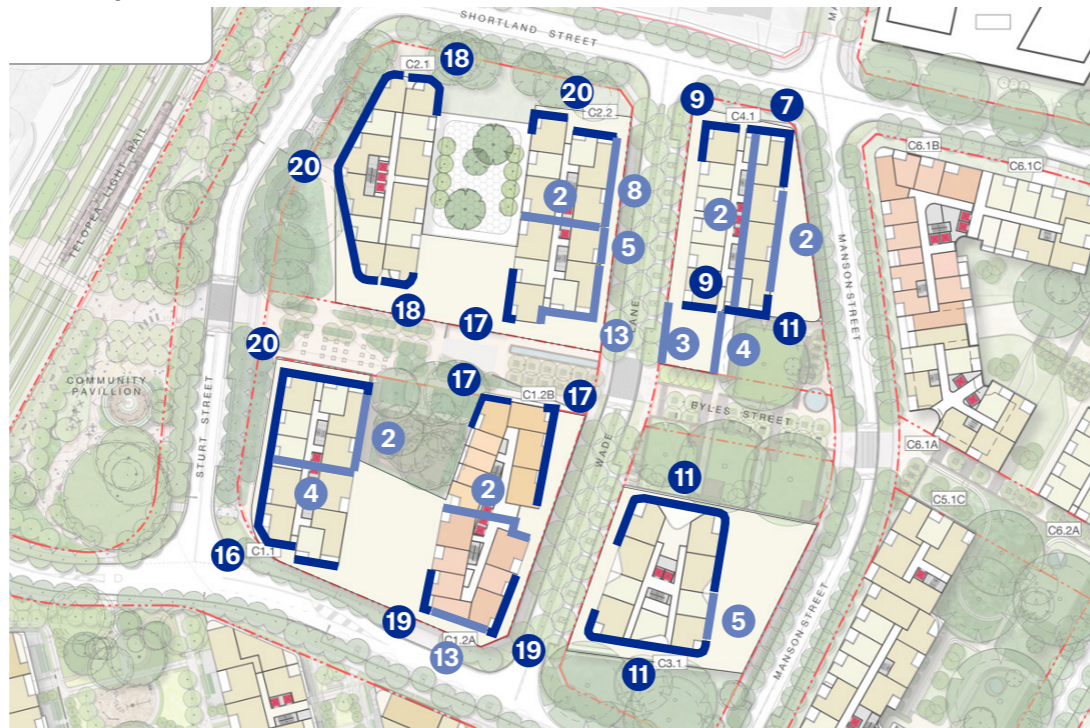 SHORTLAND STREET
MA
C2.1
18
20
C2.2
9
7
C4.1
C6.1B
C6.1C
TELOPEA LIGHT RAIL
20
2
8
2
2
5
9
MANSON STREET
LANE
18
17
13
3
4
11
20
17
C1.2B
17
BYLES STREET
COMMUNITY
PAVILLION
STURT STREET
2
WADE
C6.1A
4
2
11
C5.1C
C6.2A
16
C1.1
19
C1.2A
13
19
5
C3.1
11
MANSON STREET